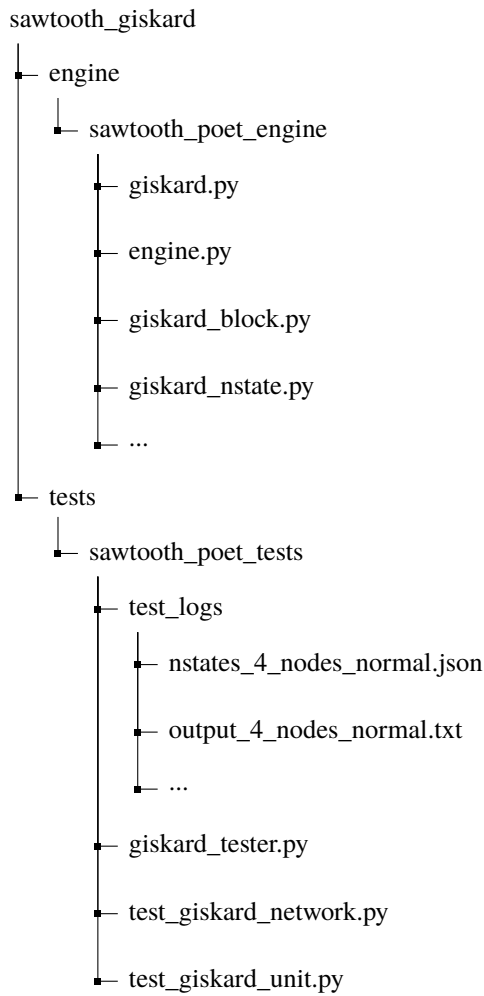 sawtooth_giskard
engine
sawtooth_poet_engine
giskard.py
engine.py
giskard_block.py
giskard_nstate.py
...
tests
sawtooth_poet_tests
test_logs
nstates_4_nodes_normal.json
output_4_nodes_normal.txt
...
giskard_tester.py
test_giskard_network.py
test_giskard_unit.py